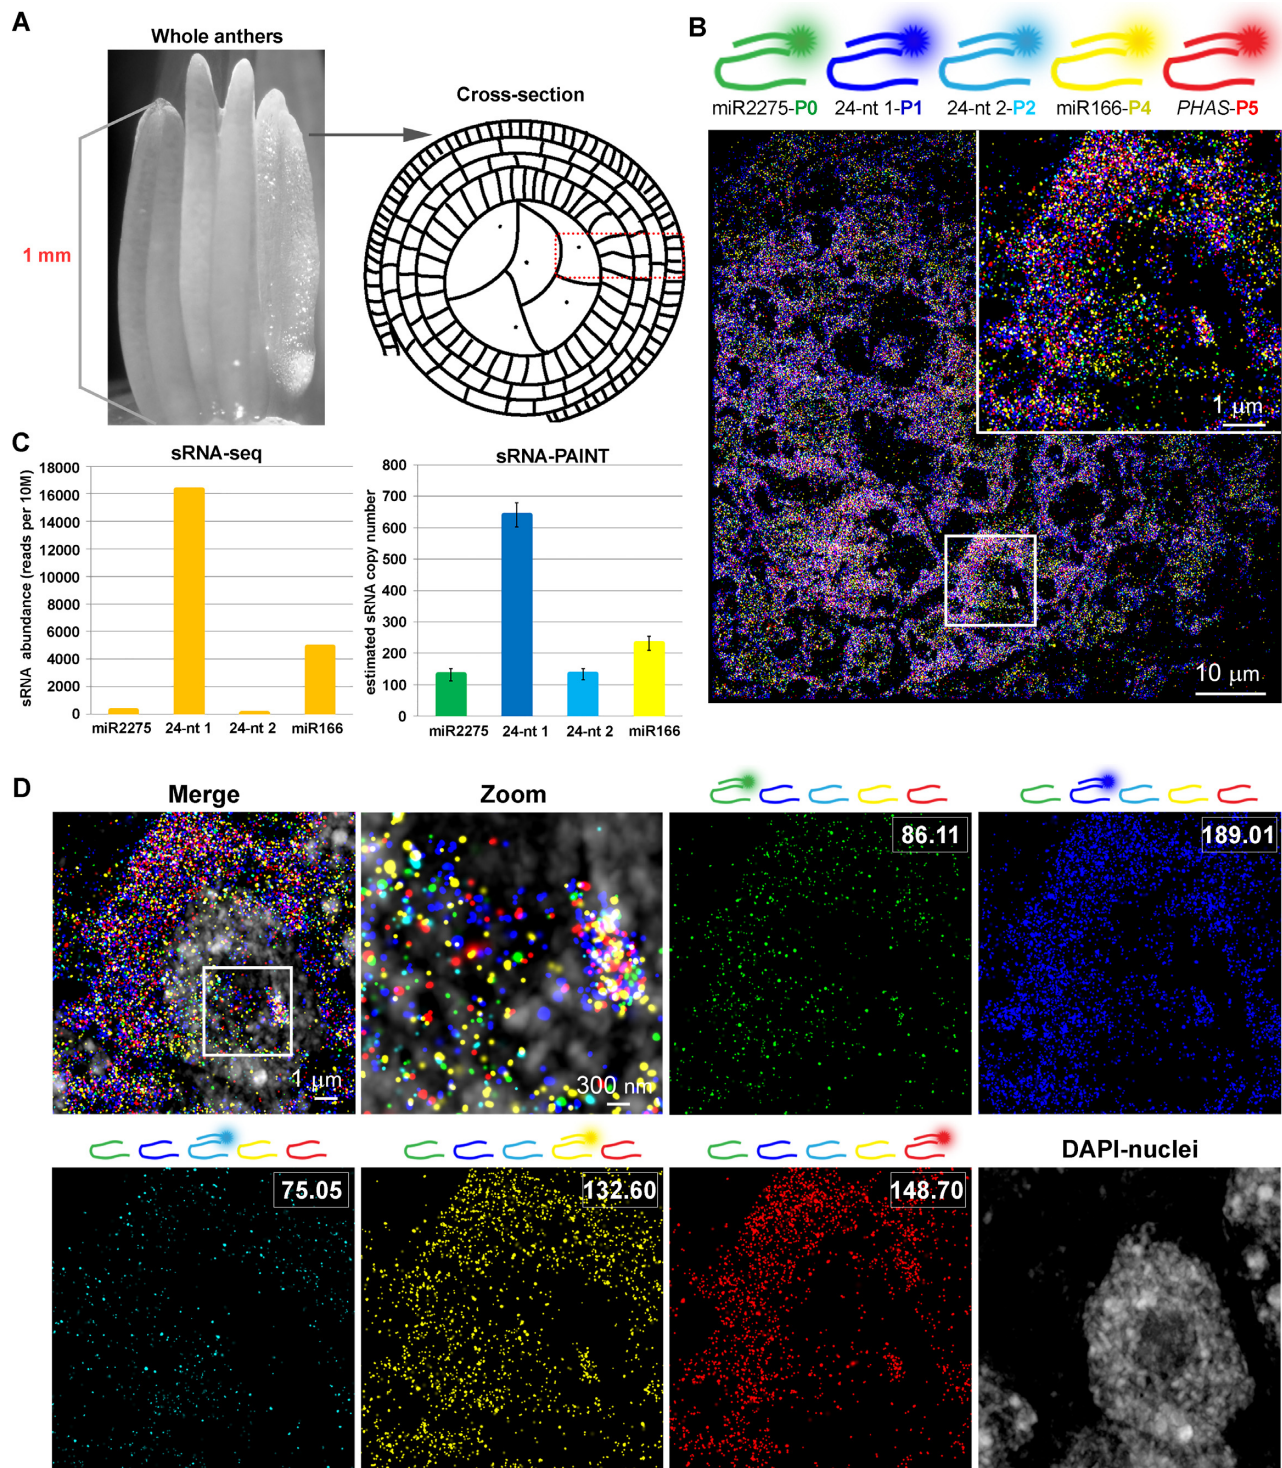 A
Whole anthers
Cross-section
1 mm
B
miR2275-P0
24-nt 1-P1
24-nt 2-P2
miR166-P4
PHAS-P5
1 µm
10 µm
C
sRNA-seq
sRNA abundance (reads per 10M)
18000
16000
14000
12000
10000
8000
6000
4000
2000
0
miR2275
24-nt 1
24-nt 2
miR166
sRNA-PAINT
estimated sRNA copy number
800
700
600
500
400
300
200
100
0
miR2275
24-nt 1
24-nt 2
miR166
D
Merge
1 µm
Zoom
300 nm
86.11
189.01
75.05
132.60
148.70
DAPI-nuclei